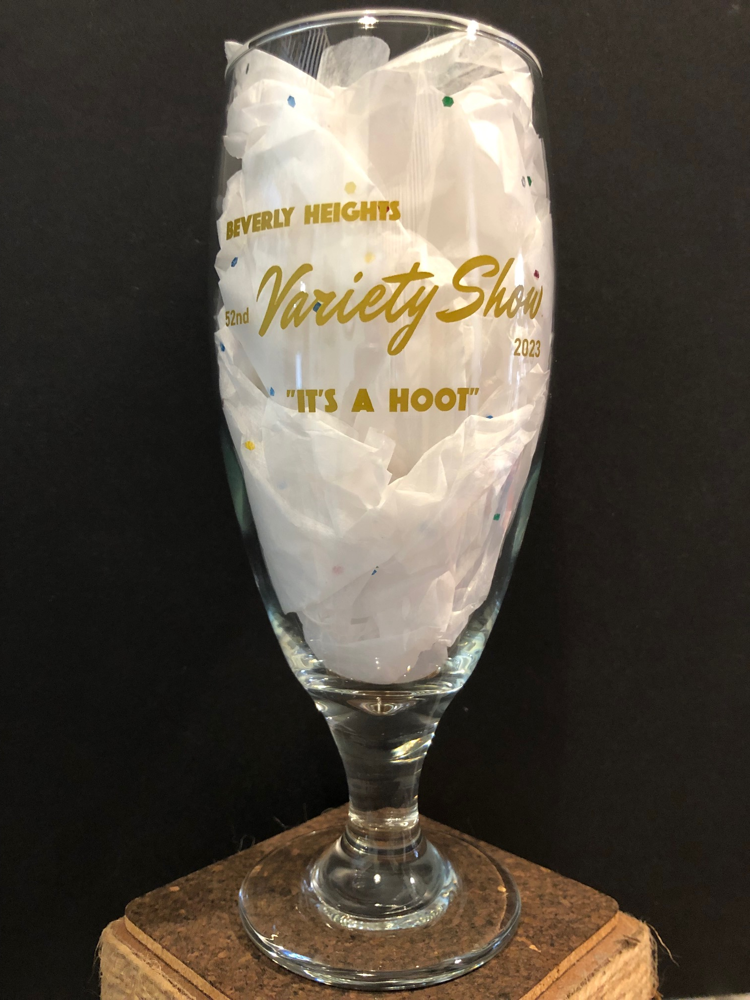 BEVERLY HEIGHTS
52nd Variety Show
2023
"IT'S A HOOT"